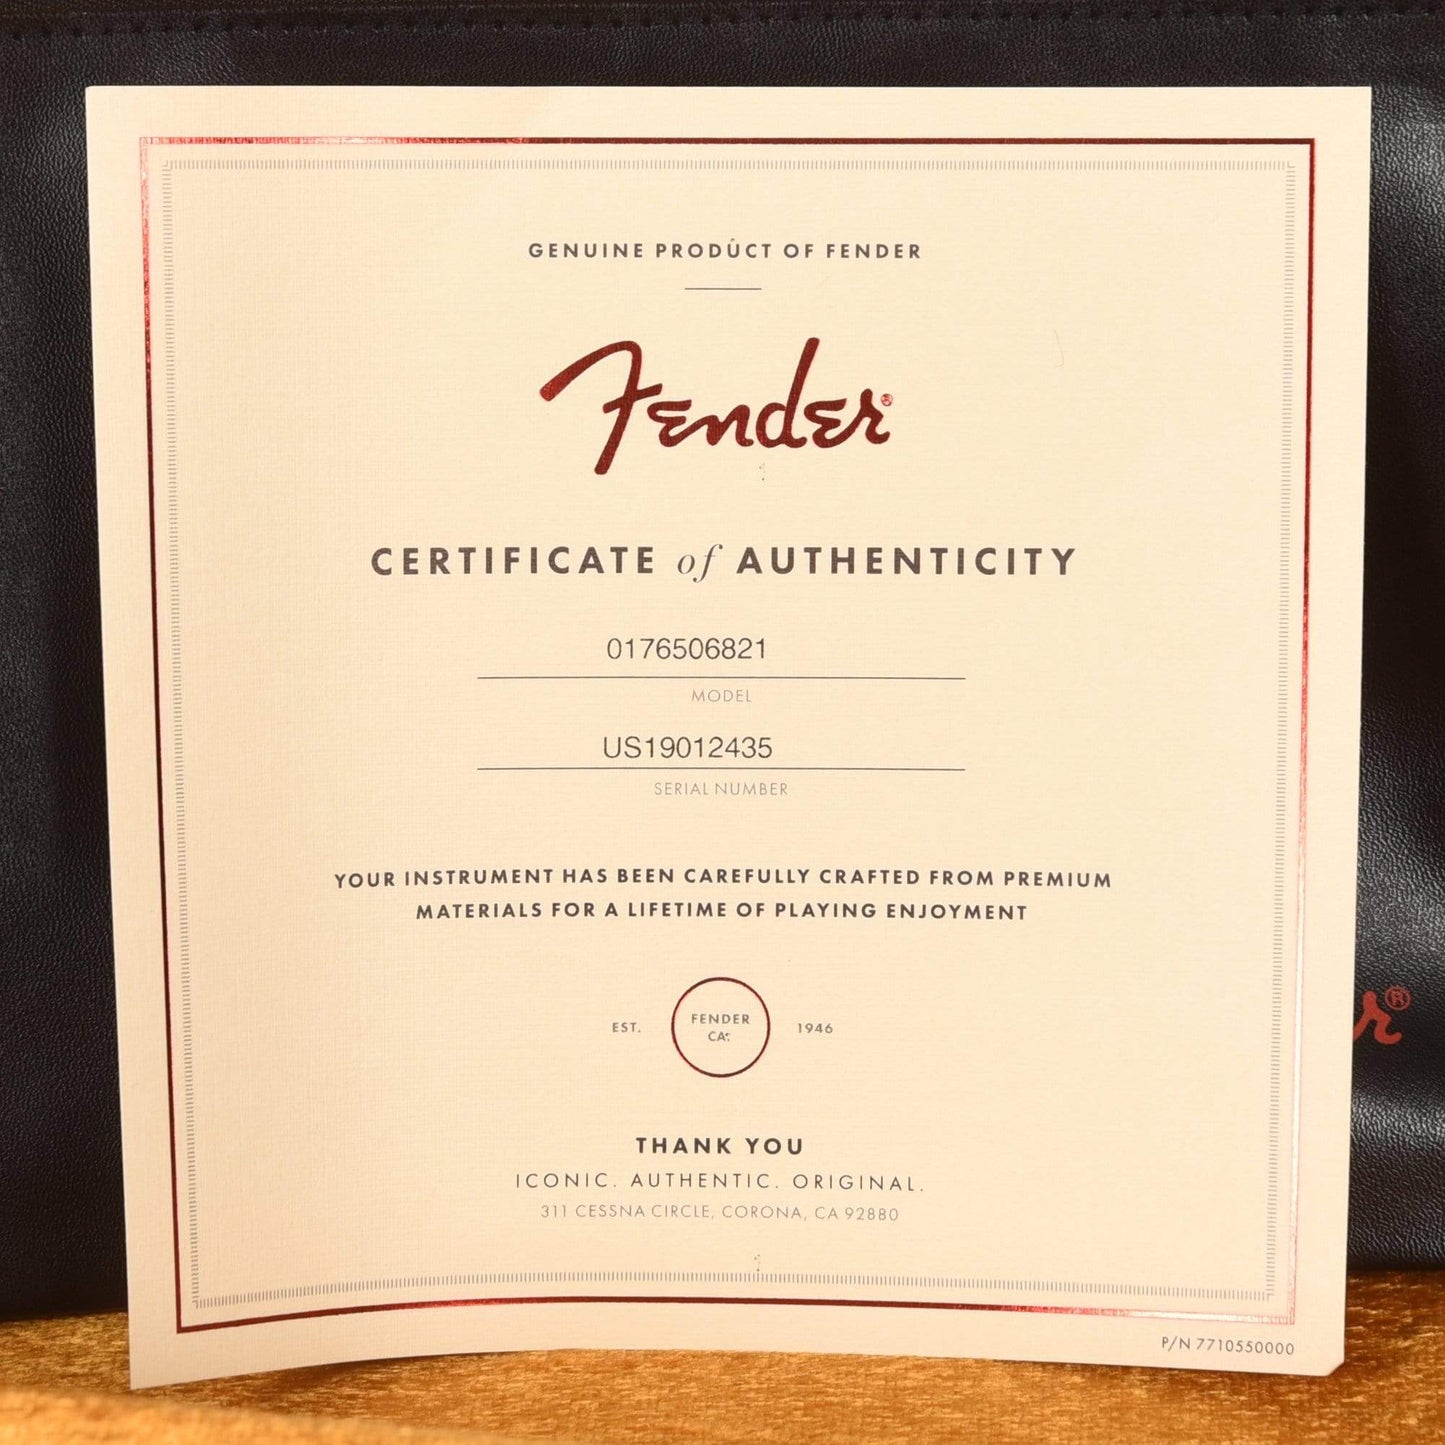 GENUINE PRODUCT OF FENDER
Fender®
CERTIFICATE of AUTHENTICITY
0176506821
MODEL
US19012435
SERIAL NUMBER
YOUR INSTRUMENT HAS BEEN CAREFULLY CRAFTED FROM PREMIUM
MATERIALS FOR A LIFETIME OF PLAYING ENJOYMENT
EST. FENDER CA. 1946
THANK YOU
ICONIC. AUTHENTIC. ORIGINAL.
311 CESSNA CIRCLE, CORONA, CA 92880
P/N 7710550000
r®